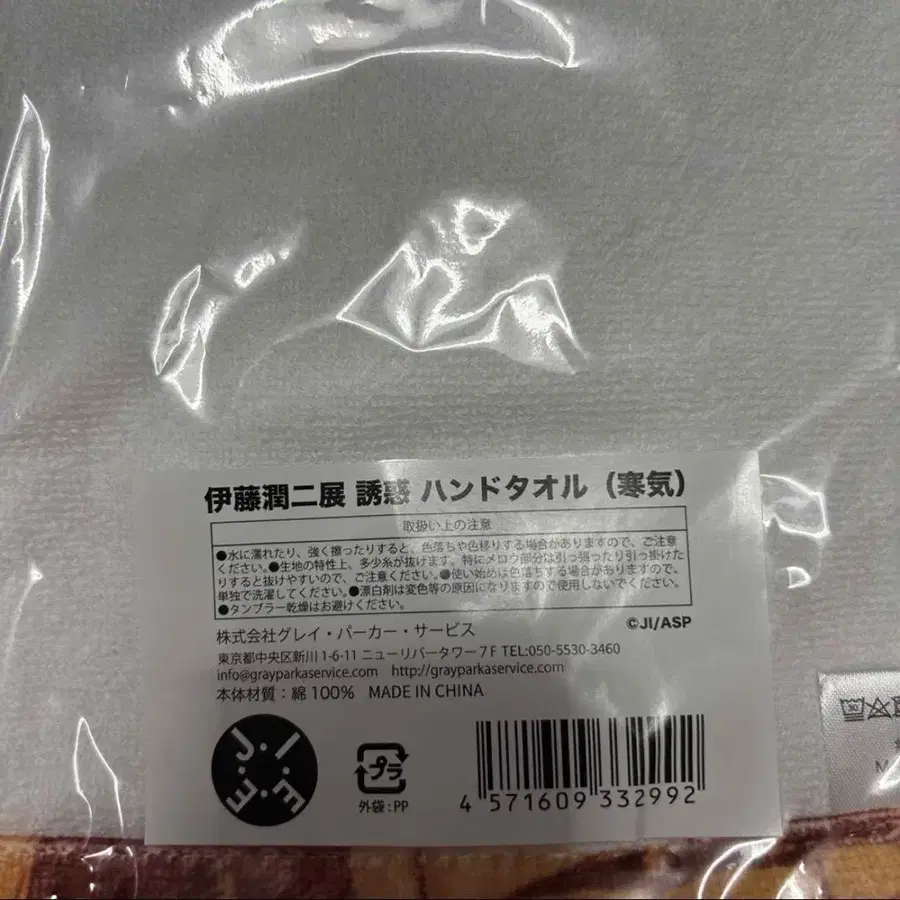 伊藤潤二展 誘惑 ハンドタオル（寒気）
取扱い上の注意
●水に濡れたり、強く擦ったりすると、色落ちや色移りする場合がありますので、ご注意
ください。●生地の特性上、多少糸が抜けます。特にメロウ部分は引っ張ったり引っ掛けた
りすると抜けやすいので、ご注意ください。●使い始めは色落ちする場合がありますので、
単独で洗濯してください。●漂白剤は変色等の原因になりますので使用しないでください。
●タンブラー乾燥はお避けください。
©JI/ASP
株式会社グレイ・パーカー・サービス
東京都中央区新川 1-6-11 ニューリバータワー 7 F TEL:050-5530-3460
info@grayparkaservice.com http://grayparkaservice.com
本体材質：綿 100% MADE IN CHINA
J・I・E・E
プラ
外袋：PP
4 571609 332992
30
M